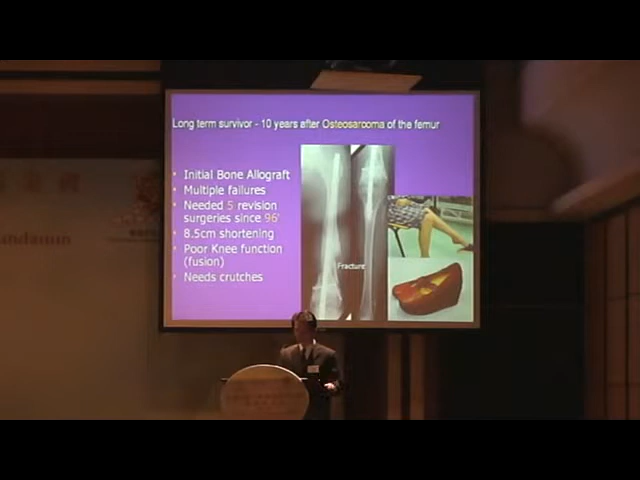 Long term survivor - 10 years after Osteosarcoma of the femur
• Initial Bone Allograft
• Multiple failures
• Needed 5 revision
surgeries since 96'
• 8.5cm shortening
• Poor Knee function
(fusion)
• Needs crutches
Fracture